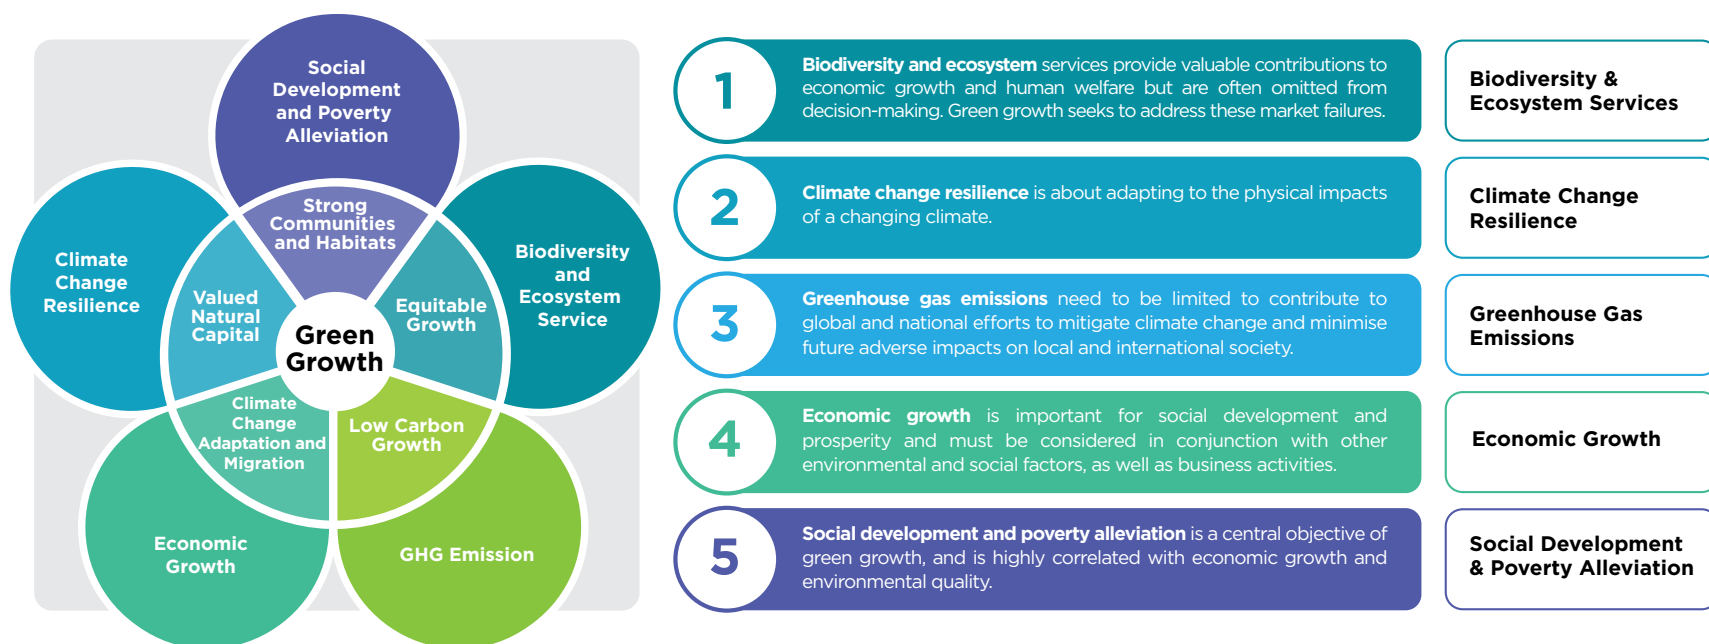 Social
Development
and Poverty
Alleviation
Strong
Communities
and Habitats
Climate
Change
Resilience
Valued
Natural
Capital
Biodiversity
and
Ecosystem
Service
Equitable
Growth
Green
Growth
Climate
Change
Adaptation and
Migration
Low Carbon
Growth
Economic
Growth
GHG Emission
1
Biodiversity and ecosystem services provide valuable contributions to
economic growth and human welfare but are often omitted from
decision-making. Green growth seeks to address these market failures.
Biodiversity &
Ecosystem Services
2
Climate change resilience is about adapting to the physical impacts
of a changing climate.
Climate Change
Resilience
3
Greenhouse gas emissions need to be limited to contribute to
global and national efforts to mitigate climate change and minimise
future adverse impacts on local and international society.
Greenhouse Gas
Emissions
4
Economic growth is important for social development and
prosperity and must be considered in conjunction with other
environmental and social factors, as well as business activities.
Economic Growth
5
Social development and poverty alleviation is a central objective of
green growth, and is highly correlated with economic growth and
environmental quality.
Social Development
& Poverty Alleviation